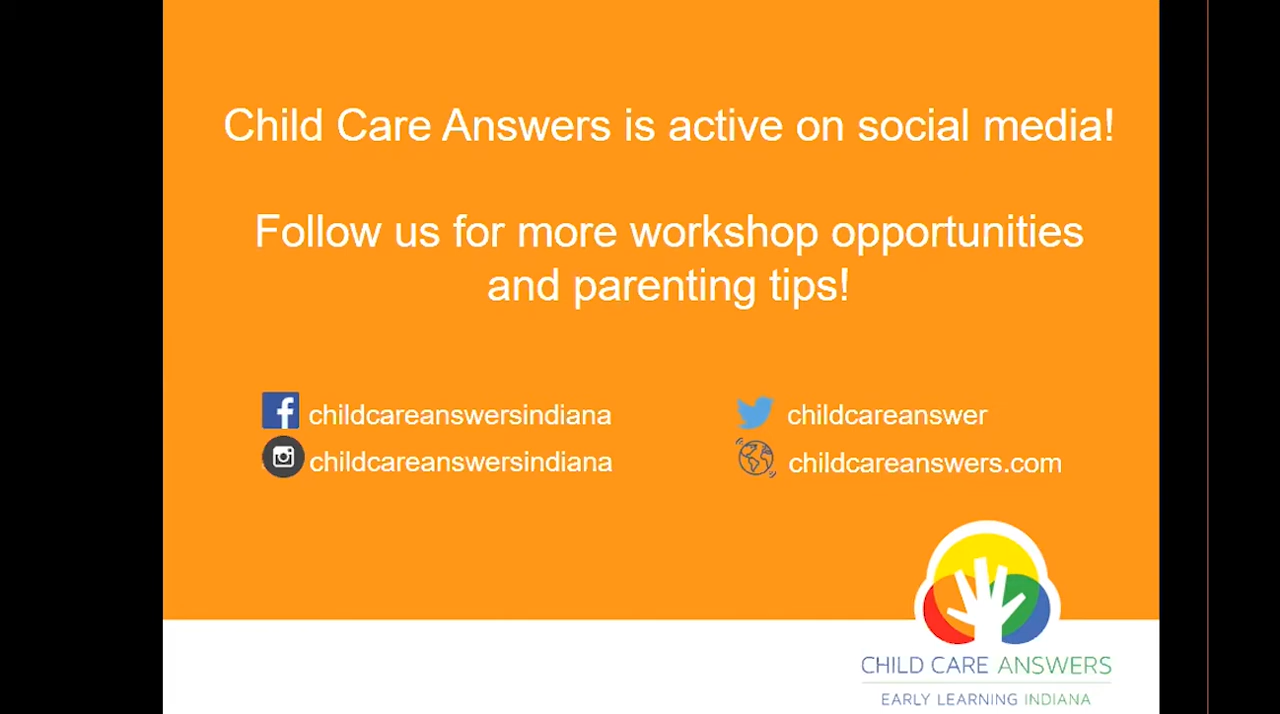 Child Care Answers is active on social media!
Follow us for more workshop opportunities
and parenting tips!
childcareanswersindiana
childcareanswer
childcareanswersindiana
childcareanswers.com
CHILD CARE ANSWERS
EARLY LEARNING INDIANA